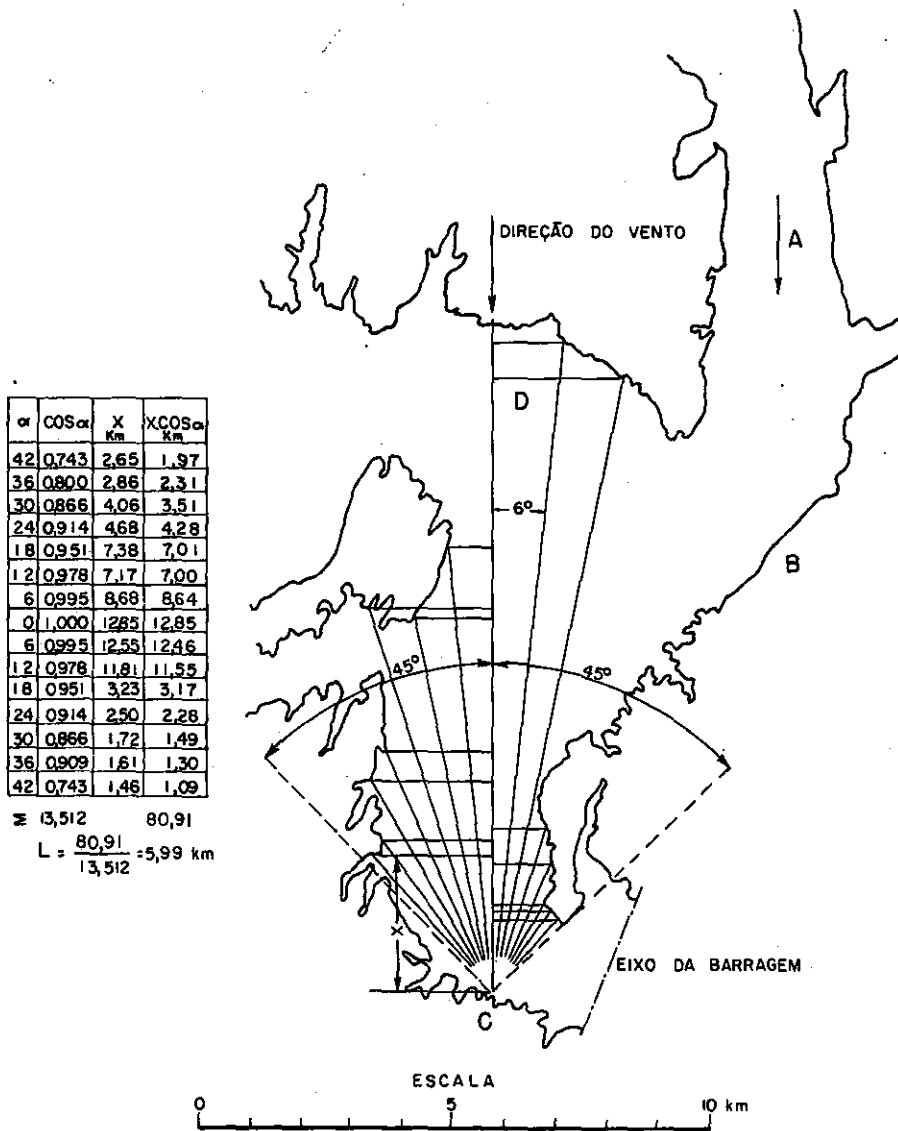 DIREÇÃO DO VENTO
A
D
6°
B
45° 45°
α COSα X Km X.COSα Km
42 0,743 2,65 1,97
36 0,800 2,86 2,31
30 0,866 4,06 3,51
24 0,914 4,68 4,28
18 0,951 7,38 7,01
12 0,978 7,17 7,00
6 0,995 8,68 8,64
0 1,000 12,85 12,85
6 0,995 12,55 12,46
12 0,978 11,81 11,55
18 0,951 3,23 3,17
24 0,914 2,50 2,28
30 0,866 1,72 1,49
36 0,909 1,61 1,30
42 0,743 1,46 1,09
Σ 13,512 80,91
L = 80,91 / 13,512 = 5,99 km
X
EIXO DA BARRAGEM
C
ESCALA
0 5 10 km